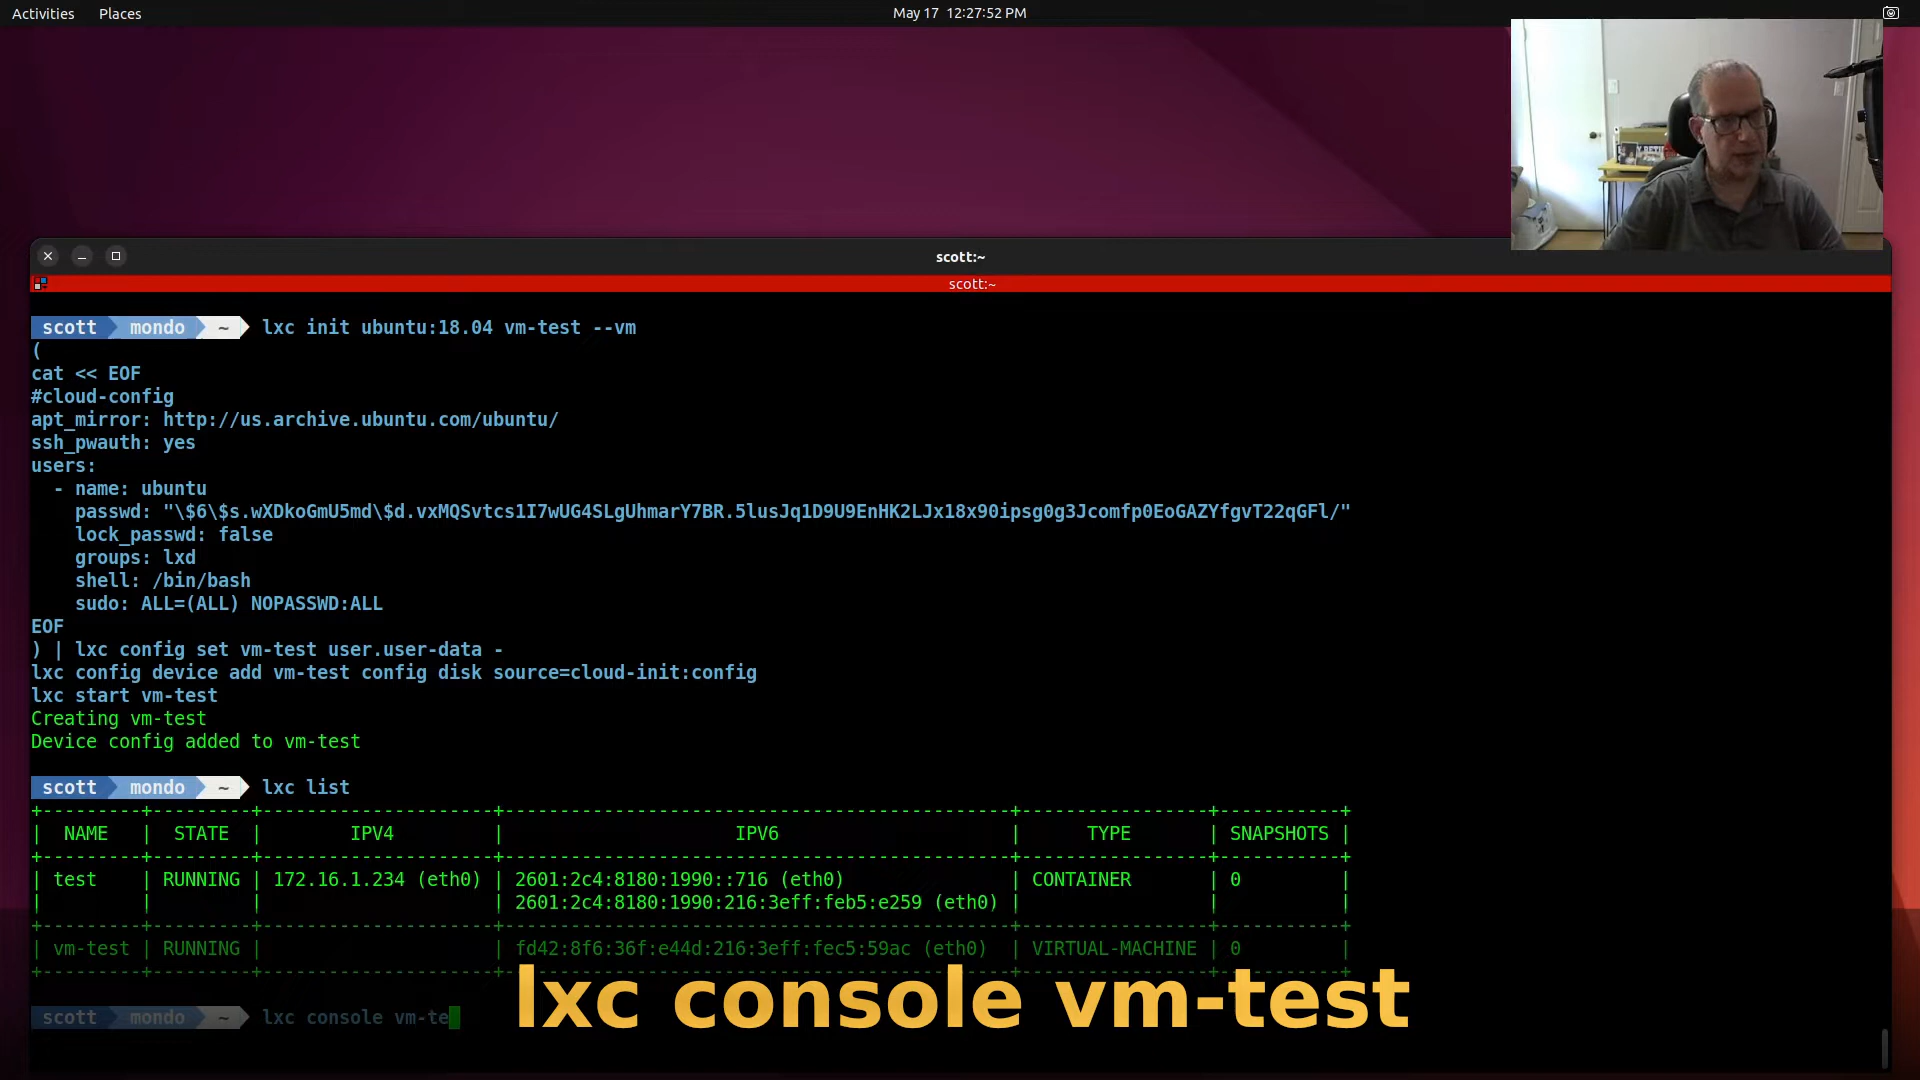 Activities Places May 17 12:27:52 PM
scott:~
scott:~
scott mondo ~ lxc init ubuntu:18.04 vm-test --vm
(
cat << EOF
#cloud-config
apt_mirror: http://us.archive.ubuntu.com/ubuntu/
ssh_pwauth: yes
users:
  - name: ubuntu
    passwd: "\$6\$s.wXDkoGmU5md\$d.vxMQSvtcs1I7wUG4SLgUhmarY7BR.5lusJq1D9U9EnHK2LJx18x90ipsg0g3Jcomfp0EoGAZYfgvT22qGFl/"
    lock_passwd: false
    groups: lxd
    shell: /bin/bash
    sudo: ALL=(ALL) NOPASSWD:ALL
EOF
) | lxc config set vm-test user.user-data -
lxc config device add vm-test config disk source=cloud-init:config
lxc start vm-test
Creating vm-test
Device config added to vm-test
scott mondo ~ lxc list
+---------+---------+---------------------+----------------------------------------------+-----------------+-----------+
|  NAME   |  STATE  |        IPV4         |                     IPV6                     |      TYPE       | SNAPSHOTS |
+---------+---------+---------------------+----------------------------------------------+-----------------+-----------+
| test    | RUNNING | 172.16.1.234 (eth0) | 2601:2c4:8180:1990::716 (eth0)               | CONTAINER       | 0         |
|         |         |                     | 2601:2c4:8180:1990:216:3eff:feb5:e259 (eth0) |                 |           |
+---------+---------+---------------------+----------------------------------------------+-----------------+-----------+
| vm-test | RUNNING |                     | fd42:8f6:36f:e44d:216:3eff:fec5:59ac (eth0)  | VIRTUAL-MACHINE | 0         |
+---------+---------+---------------------+----------------------------------------------+-----------------+-----------+
scott mondo ~ lxc console vm-te
lxc console vm-test